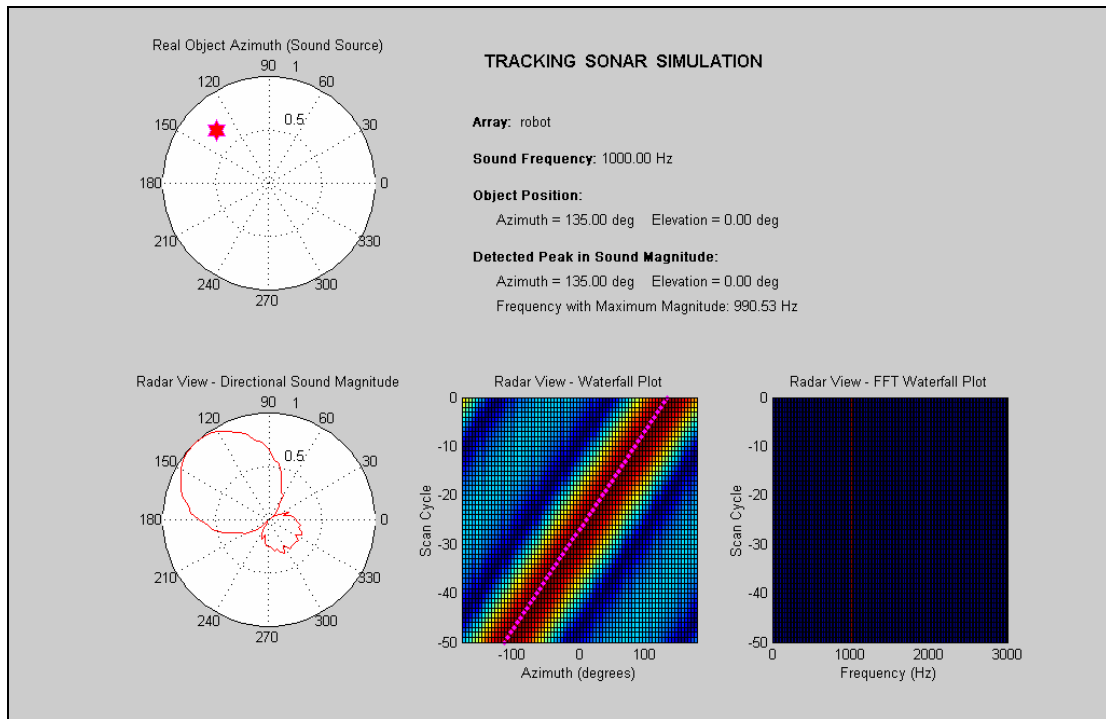 Real Object Azimuth (Sound Source)
90 1
120 60
0.5
150 30
180 0
210 330
240 300
270
TRACKING SONAR SIMULATION
Array: robot
Sound Frequency: 1000.00 Hz
Object Position:
Azimuth = 135.00 deg Elevation = 0.00 deg
Detected Peak in Sound Magnitude:
Azimuth = 135.00 deg Elevation = 0.00 deg
Frequency with Maximum Magnitude: 990.53 Hz
Radar View - Directional Sound Magnitude
90 1
120 60
0.5
150 30
180 0
210 330
240 300
270
Radar View - Waterfall Plot
0
-10
-20
-30
-40
-50
Scan Cycle
-100 0 100
Azimuth (degrees)
Radar View - FFT Waterfall Plot
0
-10
-20
-30
-40
-50
Scan Cycle
0 1000 2000 3000
Frequency (Hz)